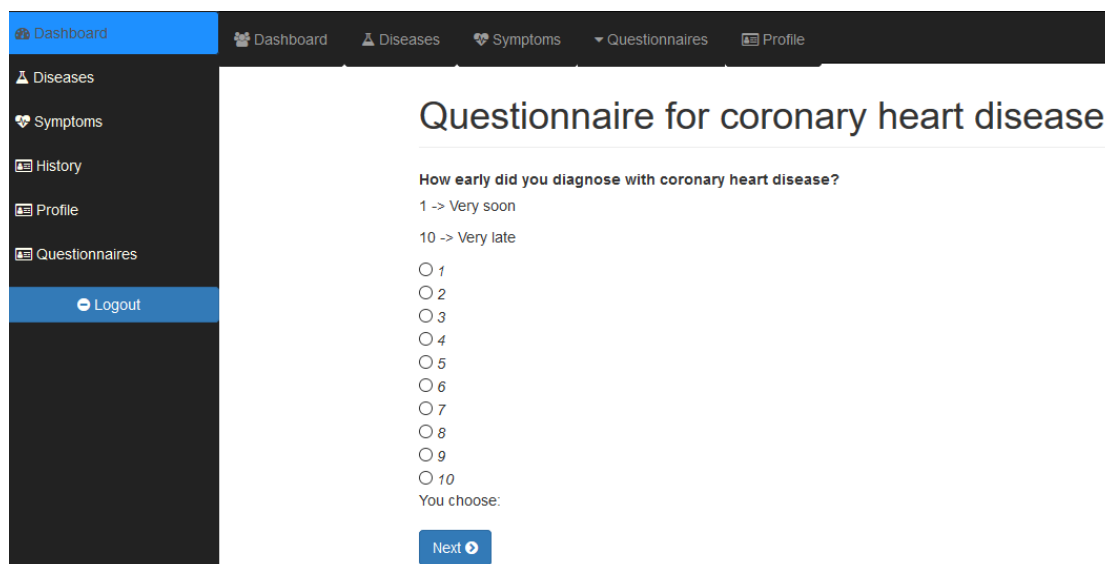 Dashboard
Diseases
Symptoms
History
Profile
Questionnaires
Logout
Dashboard Diseases Symptoms Questionnaires Profile
Questionnaire for coronary heart disease
How early did you diagnose with coronary heart disease?
1 -> Very soon
10 -> Very late
1
2
3
4
5
6
7
8
9
10
You choose:
Next